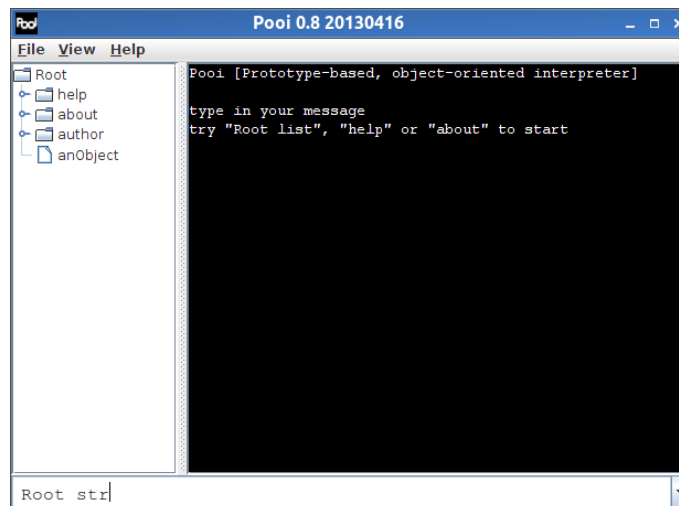 Pooi
Pooi 0.8 20130416
File View Help
Root
help
about
author
anObject
Pooi [Prototype-based, object-oriented interpreter]
type in your message
try "Root list", "help" or "about" to start
Root str